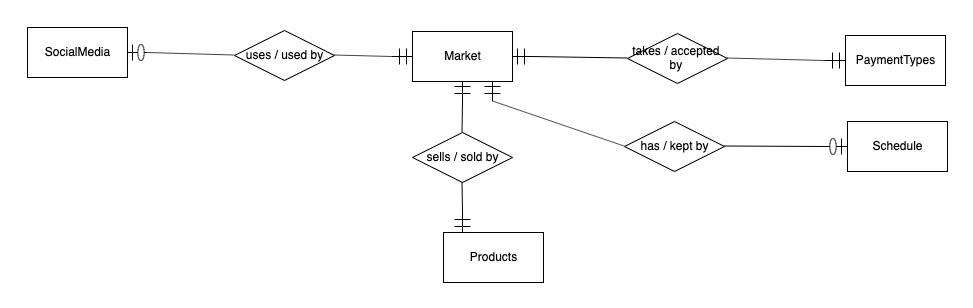 SocialMedia
uses / used by
Market
takes / accepted
by
PaymentTypes
has / kept by
Schedule
sells / sold by
Products